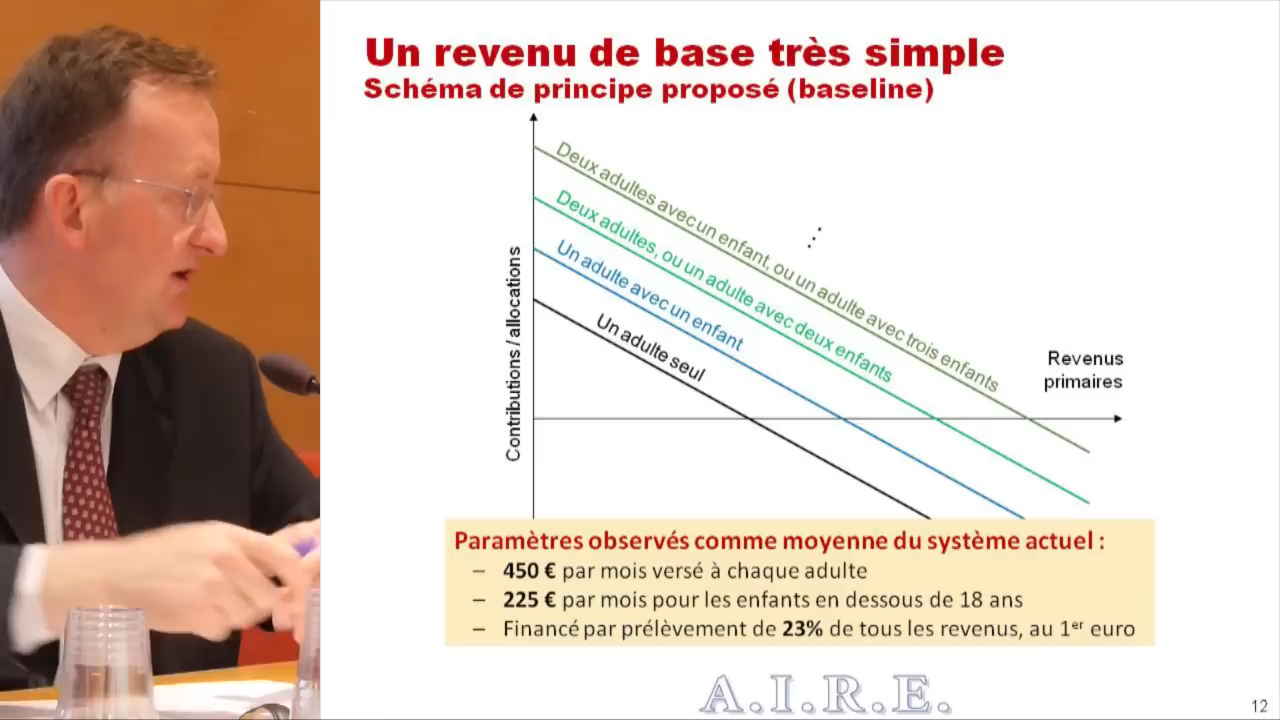 Un revenu de base très simple
Schéma de principe proposé (baseline)
Deux adultes avec un enfant, ou un adulte avec trois enfants
Deux adultes, ou un adulte avec deux enfants
Un adulte avec un enfant
Un adulte seul
...
Contributions / allocations
Revenus
primaires
Paramètres observés comme moyenne du système actuel :
– 450 € par mois versé à chaque adulte
– 225 € par mois pour les enfants en dessous de 18 ans
– Financé par prélèvement de 23% de tous les revenus, au 1er euro
A.I.R.E.
12